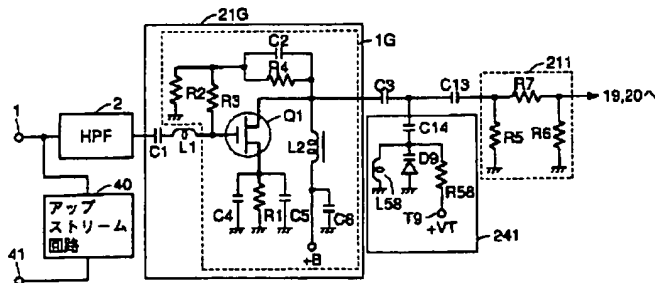 21G
1G
C2
R4
211
2
R2
R3
Q1
C3
C13
R7
19,20へ
1
HPF
C1
L1
L2
C14
R5
R6
D9
40
アップ
ストリーム
回路
C4
R1
C5
C6
L58
R58
T9
+VT
41
+B
241